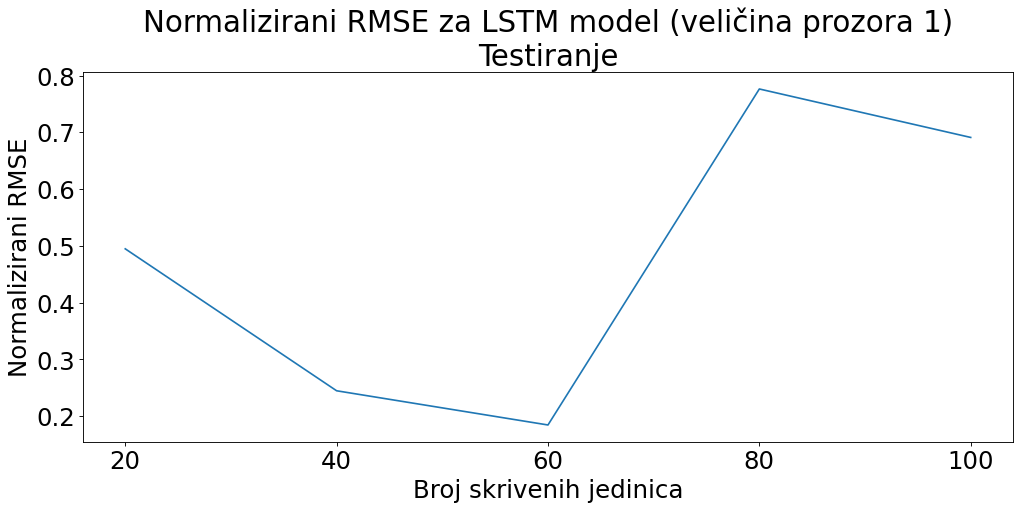 Normalizirani RMSE za LSTM model (veličina prozora 1)
Testiranje
Normalizirani RMSE
0.8
0.7
0.6
0.5
0.4
0.3
0.2
20 40 60 80 100
Broj skrivenih jedinica